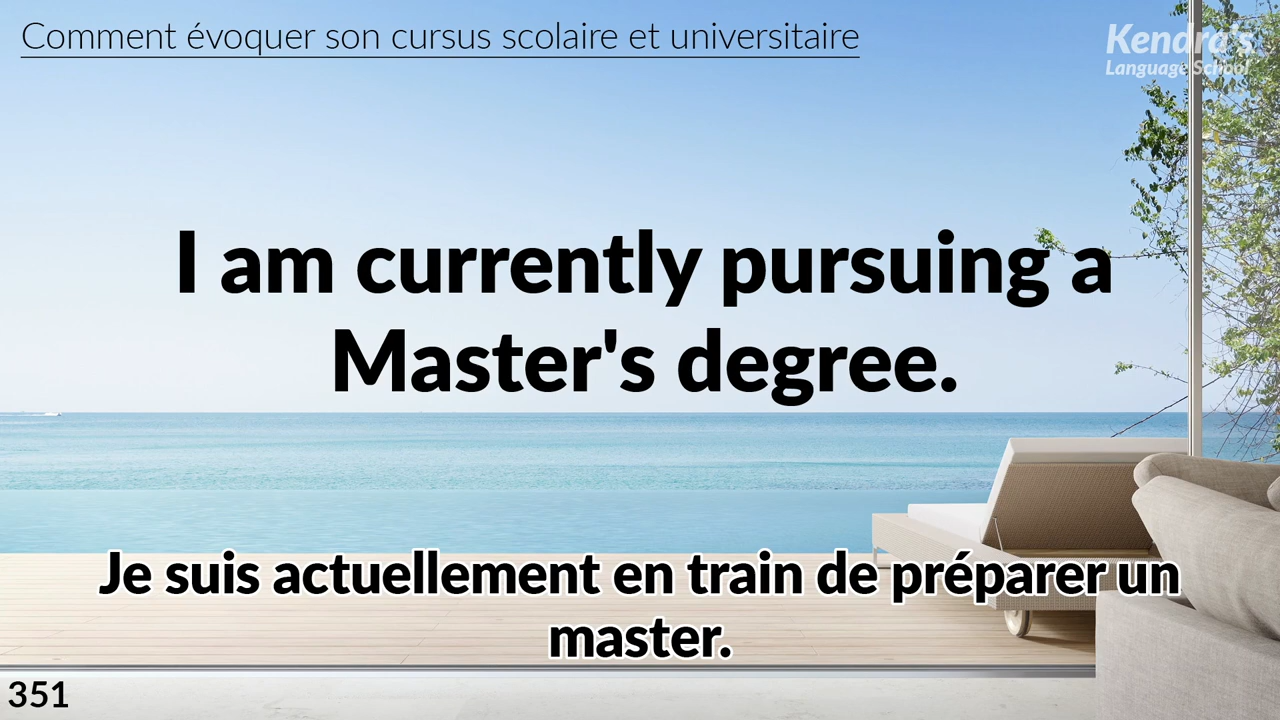 Comment évoquer son cursus scolaire et universitaire
Kendra's
Language School
I am currently pursuing a
Master's degree.
Je suis actuellement en train de préparer un
master.
351